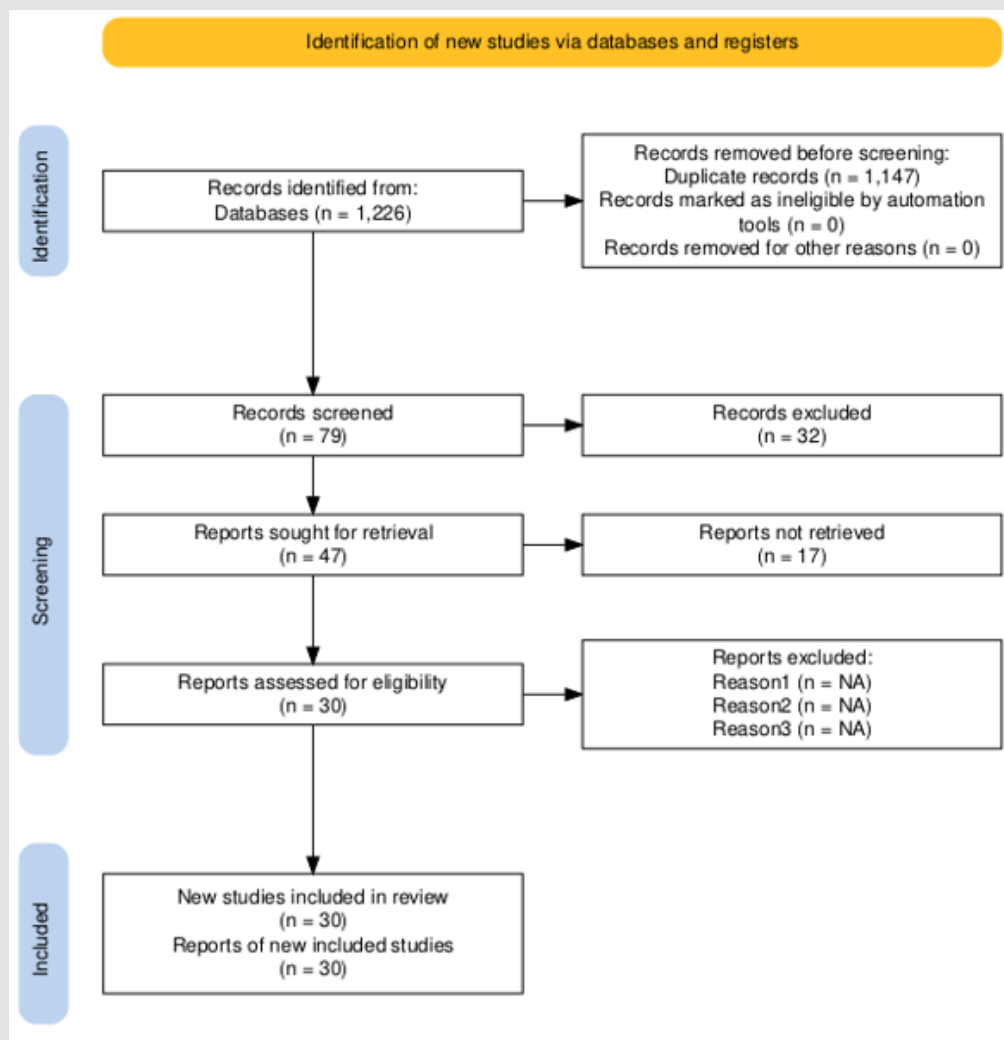 Identification of new studies via databases and registers
Identification
Records identified from:
Databases (n = 1,226)
Records removed before screening:
Duplicate records (n = 1,147)
Records marked as ineligible by automation
tools (n = 0)
Records removed for other reasons (n = 0)
Screening
Records screened
(n = 79)
Records excluded
(n = 32)
Reports sought for retrieval
(n = 47)
Reports not retrieved
(n = 17)
Reports assessed for eligibility
(n = 30)
Reports excluded:
Reason1 (n = NA)
Reason2 (n = NA)
Reason3 (n = NA)
Included
New studies included in review
(n = 30)
Reports of new included studies
(n = 30)